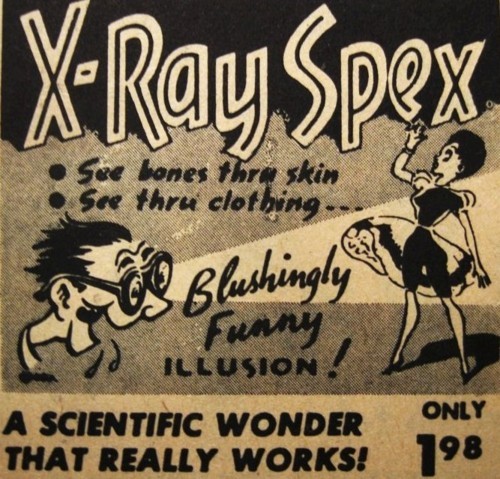 X-Ray Spex
• See bones thru skin
• See thru clothing---
Blushingly
Funny
ILLUSION!
A SCIENTIFIC WONDER
THAT REALLY WORKS!
ONLY
1 98